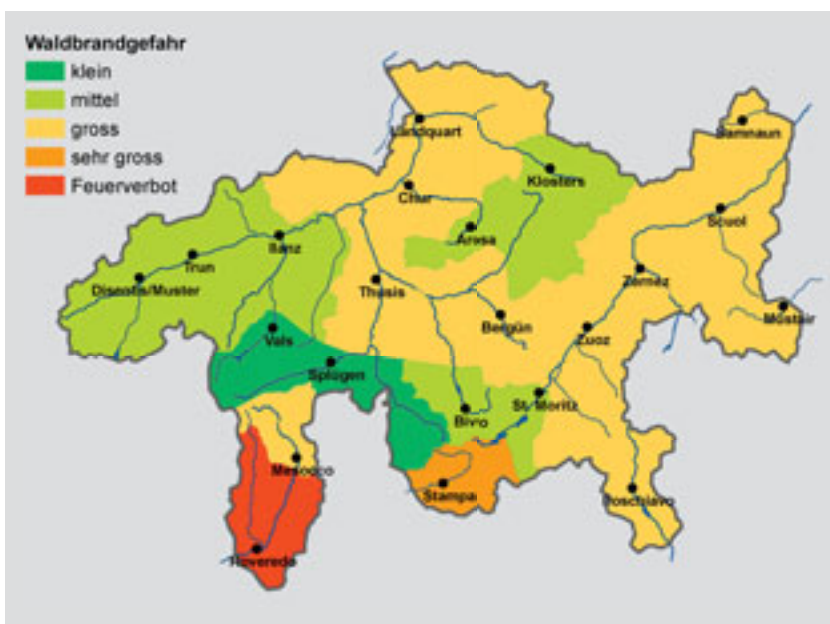 Waldbrandgefahr
klein
mittel
gross
sehr gross
Feuerverbot
Landquart
Samnaun
Klosters
Chur
Scuol
Arosa
Ilanz
Trun
Disentis/Muster
Thusis
Zernez
Müstair
Bergün
Zuoz
Vals
Splügen
St. Moritz
Bivio
Mesocco
Stampa
Poschiavo
Roveredo